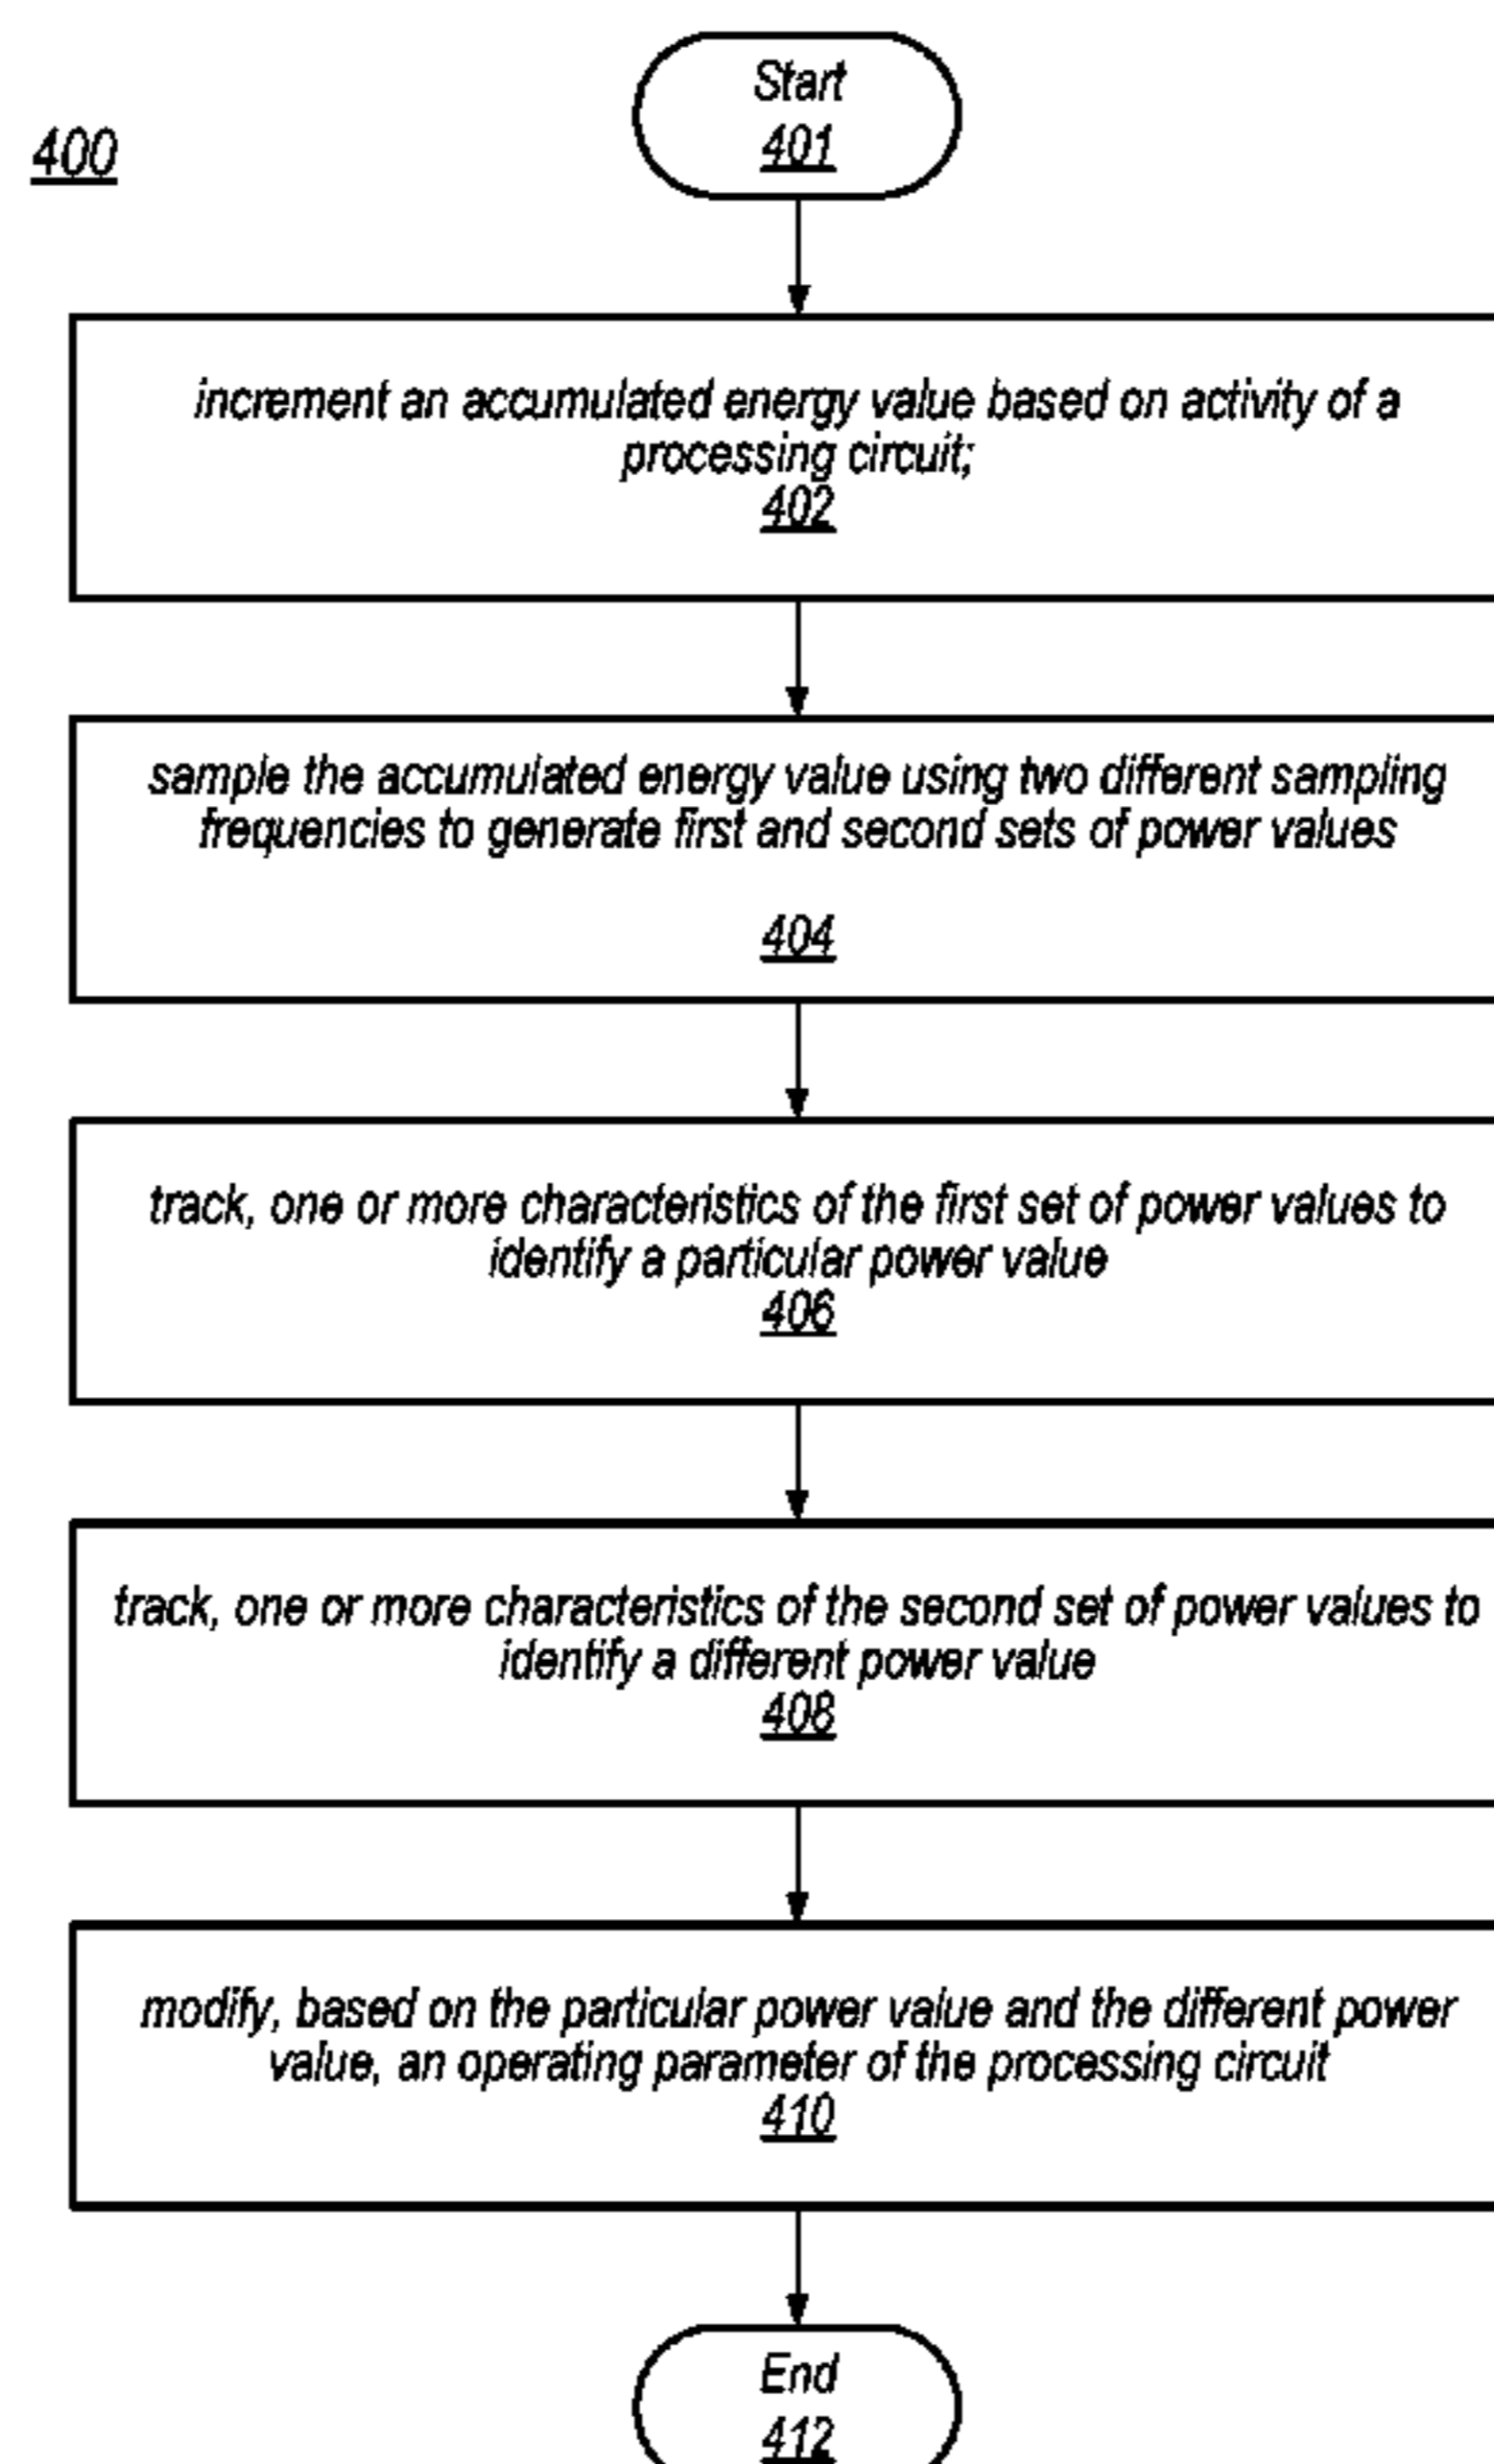 400
Start
401
increment an accumulated energy value based on activity of a
processing circuit;
402
sample the accumulated energy value using two different sampling
frequencies to generate first and second sets of power values
404
track, one or more characteristics of the first set of power values to
identify a particular power value
406
track, one or more characteristics of the second set of power values to
identify a different power value
408
modify, based on the particular power value and the different power
value, an operating parameter of the processing circuit
410
End
412